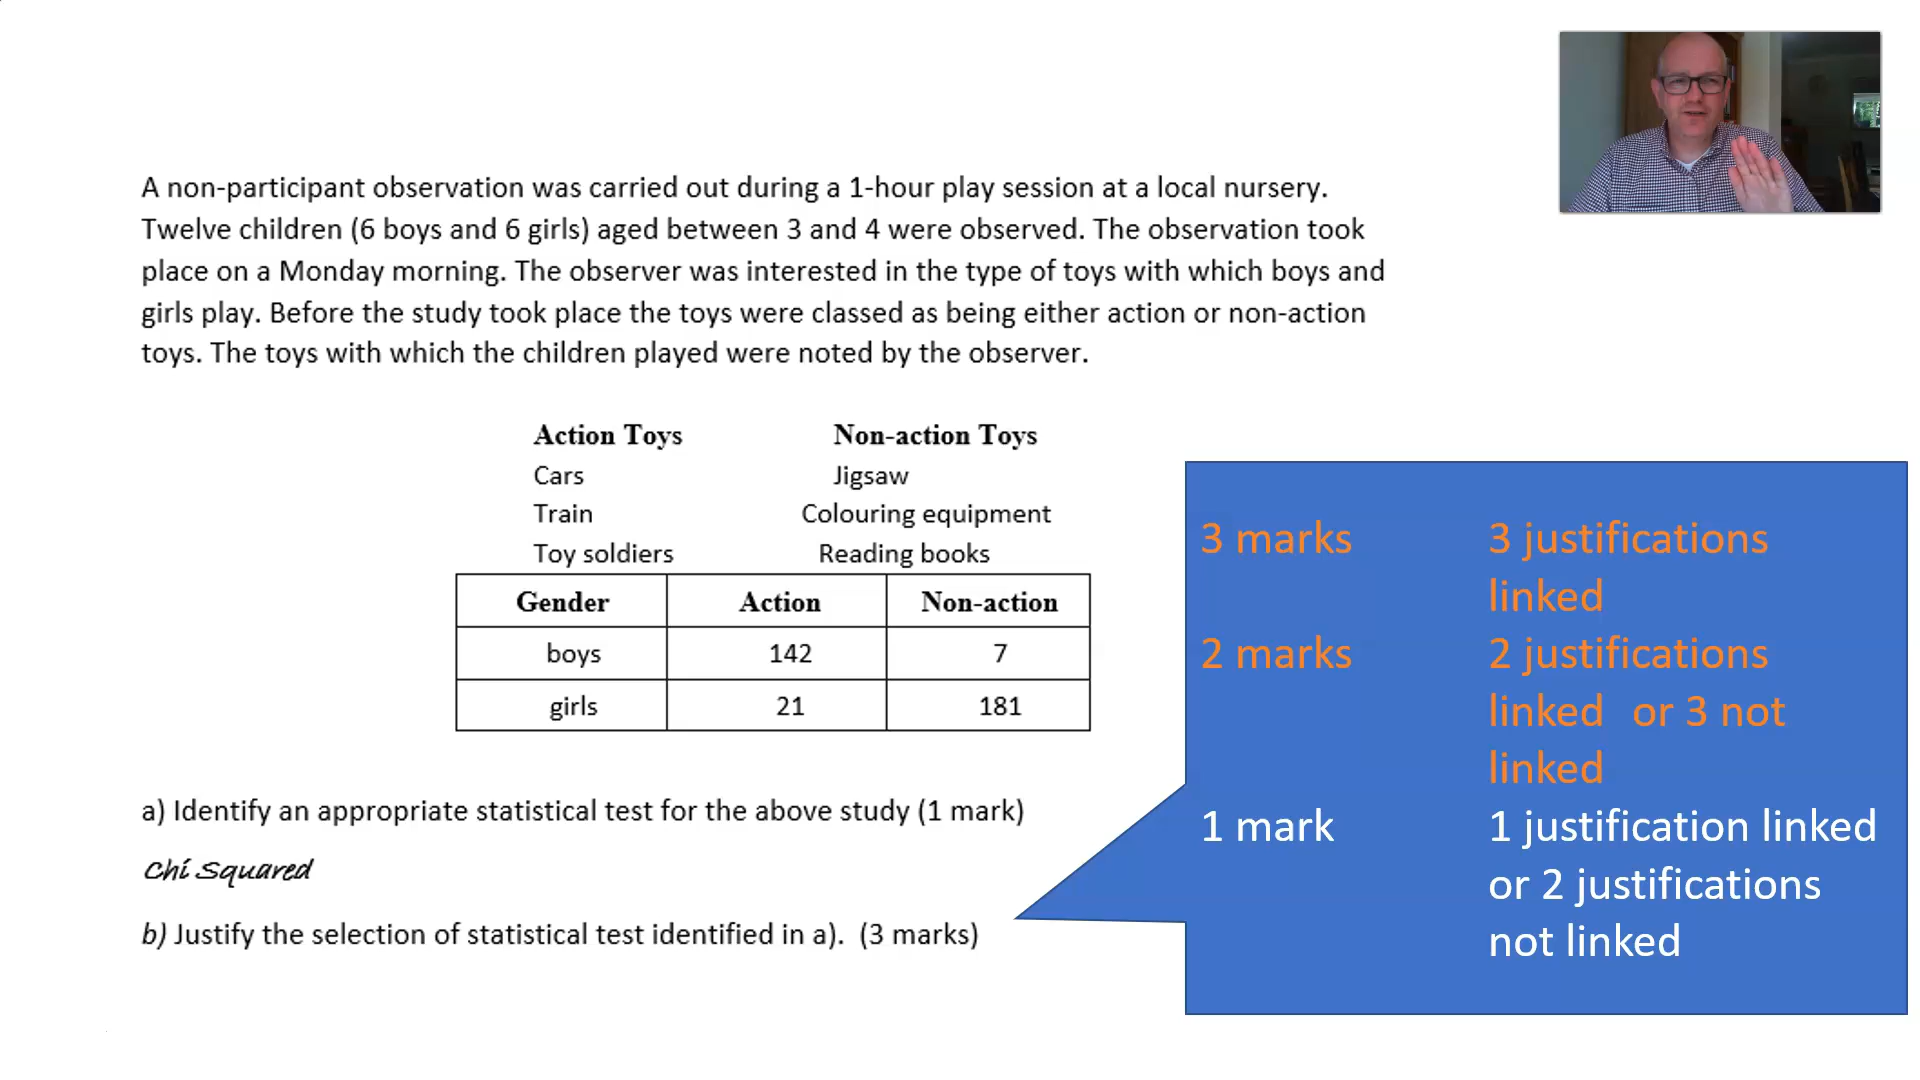 A non-participant observation was carried out during a 1-hour play session at a local nursery.
Twelve children (6 boys and 6 girls) aged between 3 and 4 were observed. The observation took
place on a Monday morning. The observer was interested in the type of toys with which boys and
girls play. Before the study took place the toys were classed as being either action or non-action
toys. The toys with which the children played were noted by the observer.
Action Toys Non-action Toys
Cars Jigsaw
Train Colouring equipment
Toy soldiers Reading books
Gender Action Non-action
boys 142 7
girls 21 181
a) Identify an appropriate statistical test for the above study (1 mark)
Chi Squared
b) Justify the selection of statistical test identified in a). (3 marks)
3 marks 3 justifications
linked
2 marks 2 justifications
linked or 3 not
linked
1 mark 1 justification linked
or 2 justifications
not linked